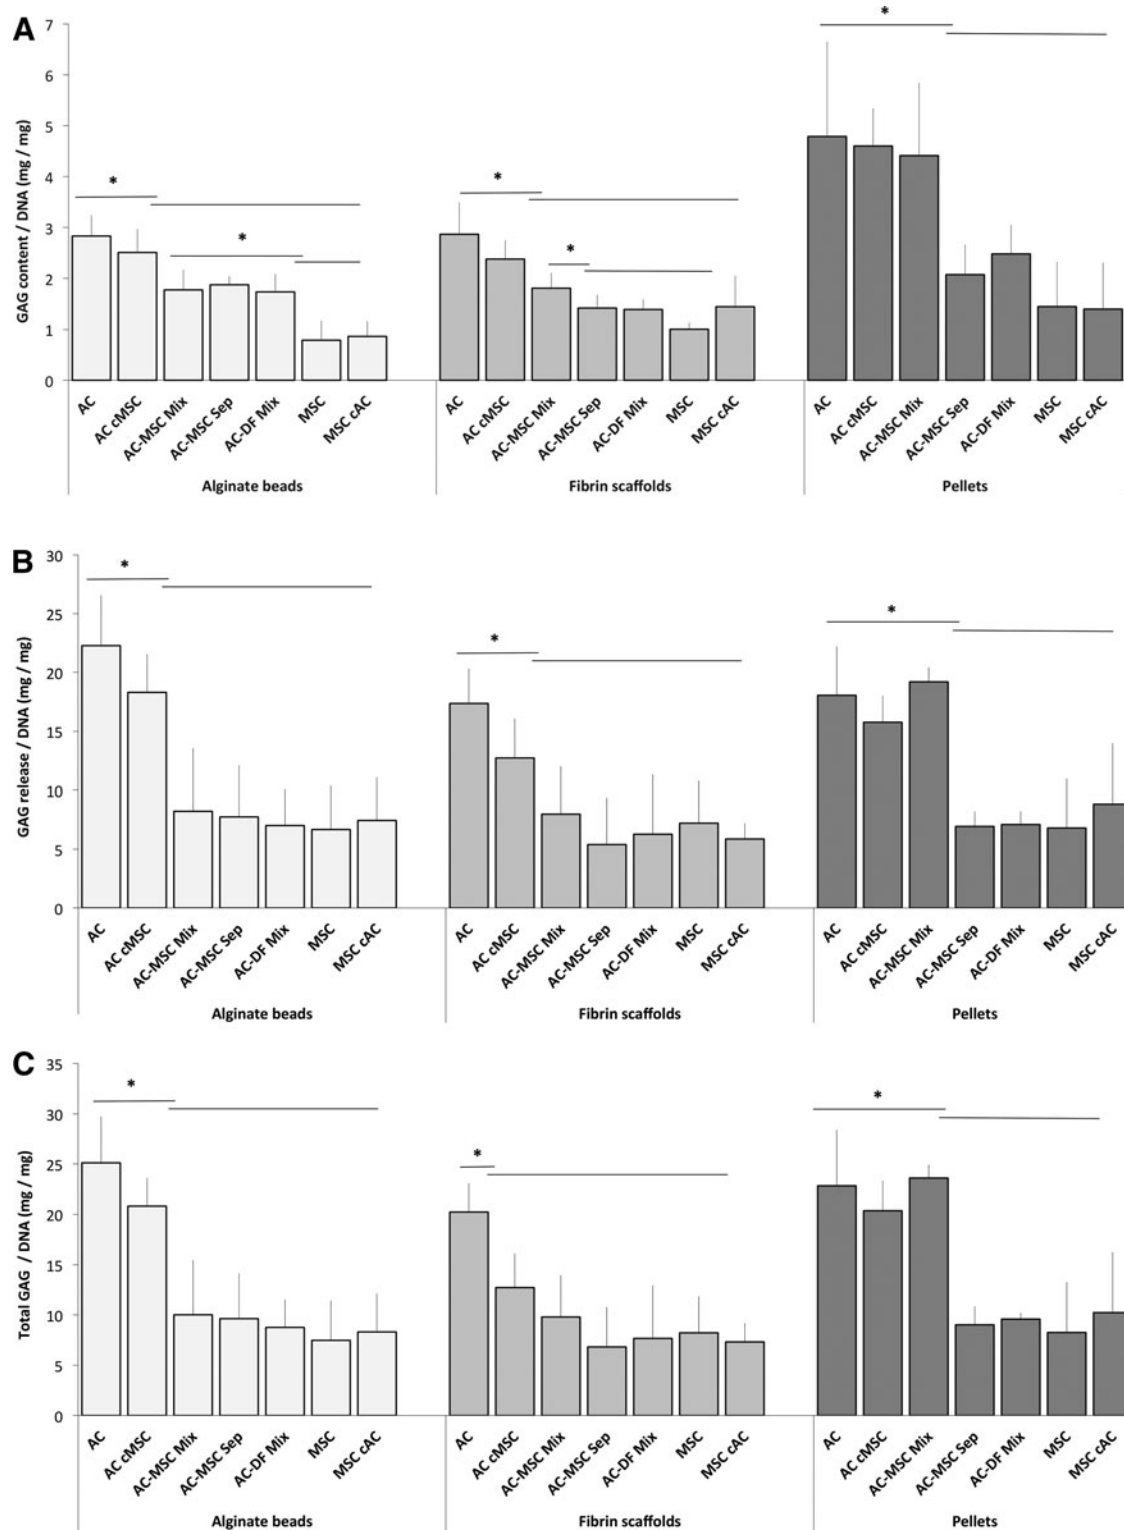 A
GAG content / DNA (mg / mg)
7
6
5
4
3
2
1
0
* * * * *
AC AC cMSC AC-MSC Mix AC-MSC Sep AC-DF Mix MSC MSC cAC AC AC cMSC AC-MSC Mix AC-MSC Sep AC-DF Mix MSC MSC cAC AC AC cMSC AC-MSC Mix AC-MSC Sep AC-DF Mix MSC MSC cAC
Alginate beads Fibrin scaffolds Pellets
B
GAG release / DNA (mg / mg)
30
25
20
15
10
5
0
* * *
AC AC cMSC AC-MSC Mix AC-MSC Sep AC-DF Mix MSC MSC cAC AC AC cMSC AC-MSC Mix AC-MSC Sep AC-DF Mix MSC MSC cAC AC AC cMSC AC-MSC Mix AC-MSC Sep AC-DF Mix MSC MSC cAC
Alginate beads Fibrin scaffolds Pellets
C
Total GAG / DNA (mg / mg)
35
30
25
20
15
10
5
0
* * *
AC AC cMSC AC-MSC Mix AC-MSC Sep AC-DF Mix MSC MSC cAC AC AC cMSC AC-MSC Mix AC-MSC Sep AC-DF Mix MSC MSC cAC AC AC cMSC AC-MSC Mix AC-MSC Sep AC-DF Mix MSC MSC cAC
Alginate beads Fibrin scaffolds Pellets